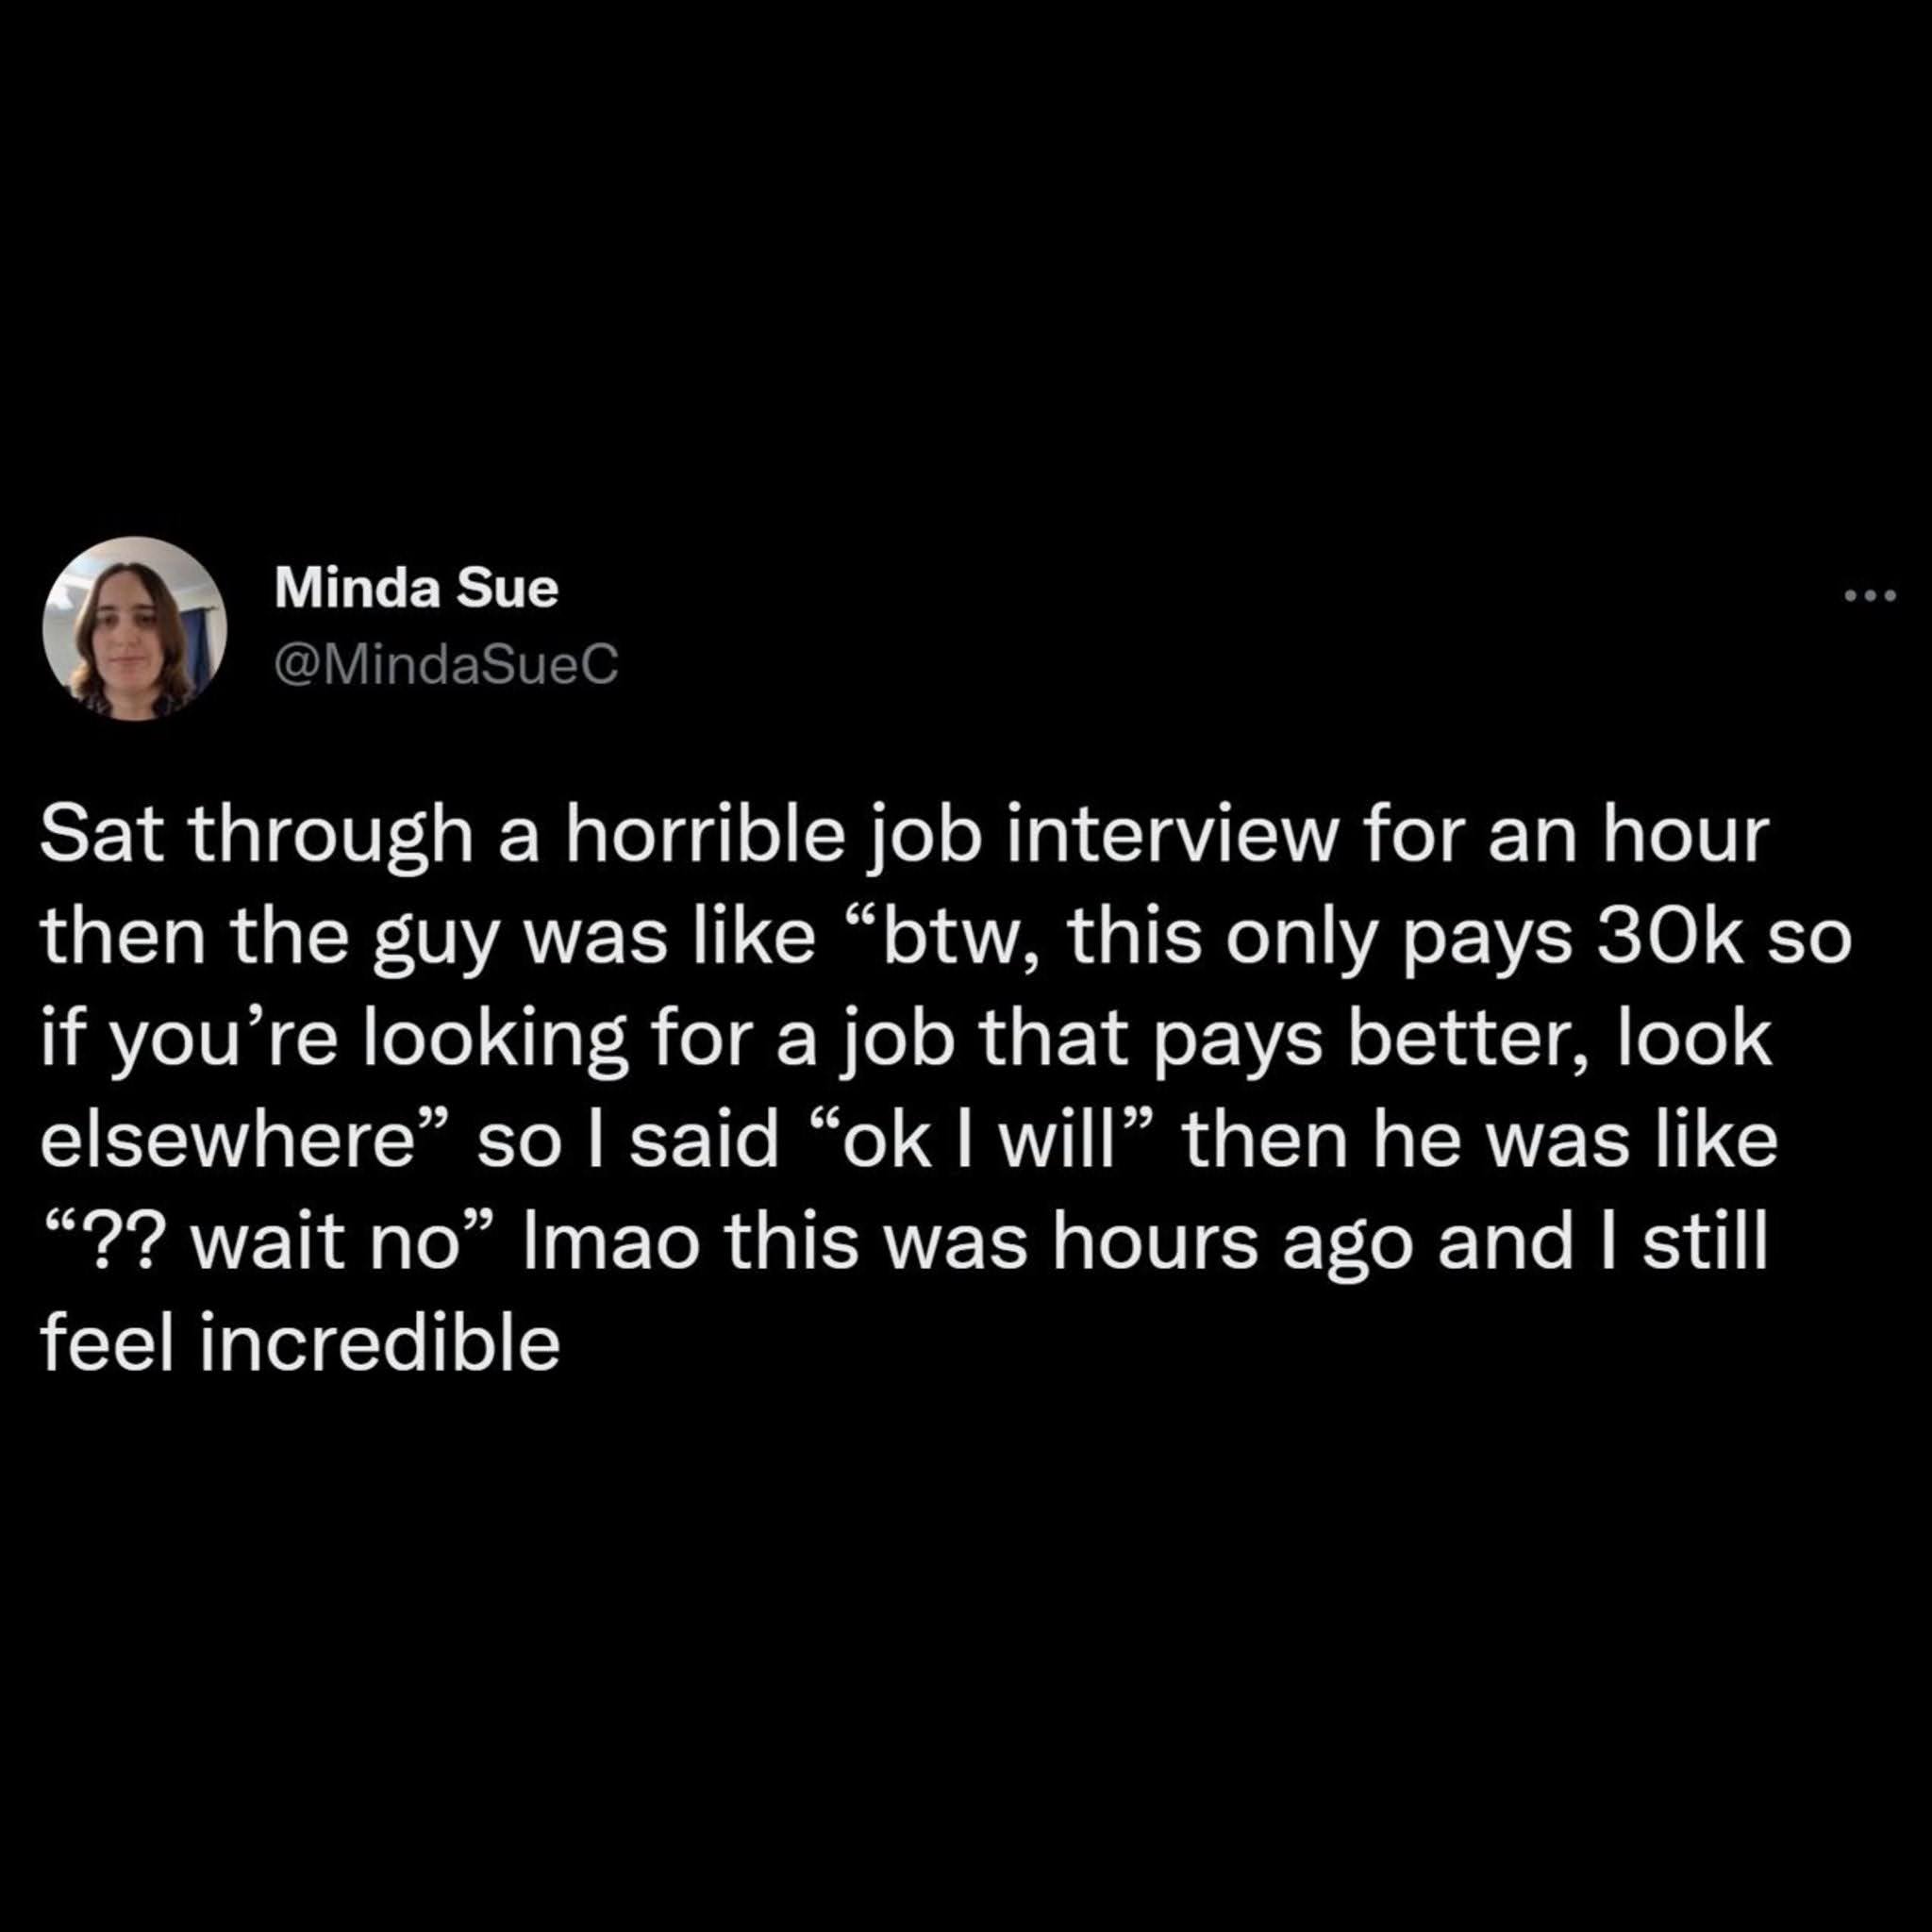 Minda Sue
@MindaSueC
Sat through a horrible job interview for an hour
then the guy was like “btw, this only pays 30k so
if you’re looking for a job that pays better, look
elsewhere” so I said “ok I will” then he was like
“?? wait no” lmao this was hours ago and I still
feel incredible